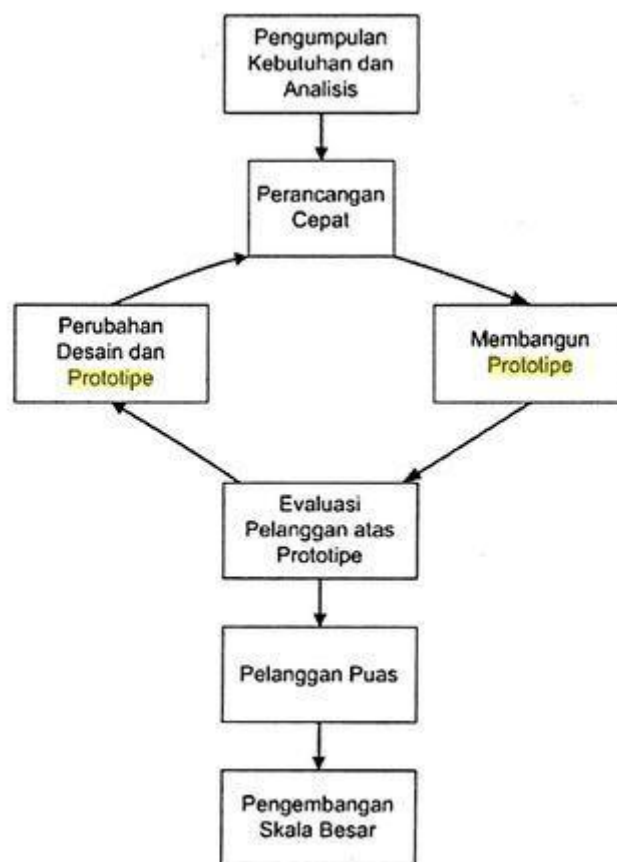 Pengumpulan
Kebutuhan dan
Analisis
Perancangan
Cepat
Perubahan
Desain dan
Prototipe
Membangun
Prototipe
Evaluasi
Pelanggan atas
Prototipe
Pelanggan Puas
Pengembangan
Skala Besar